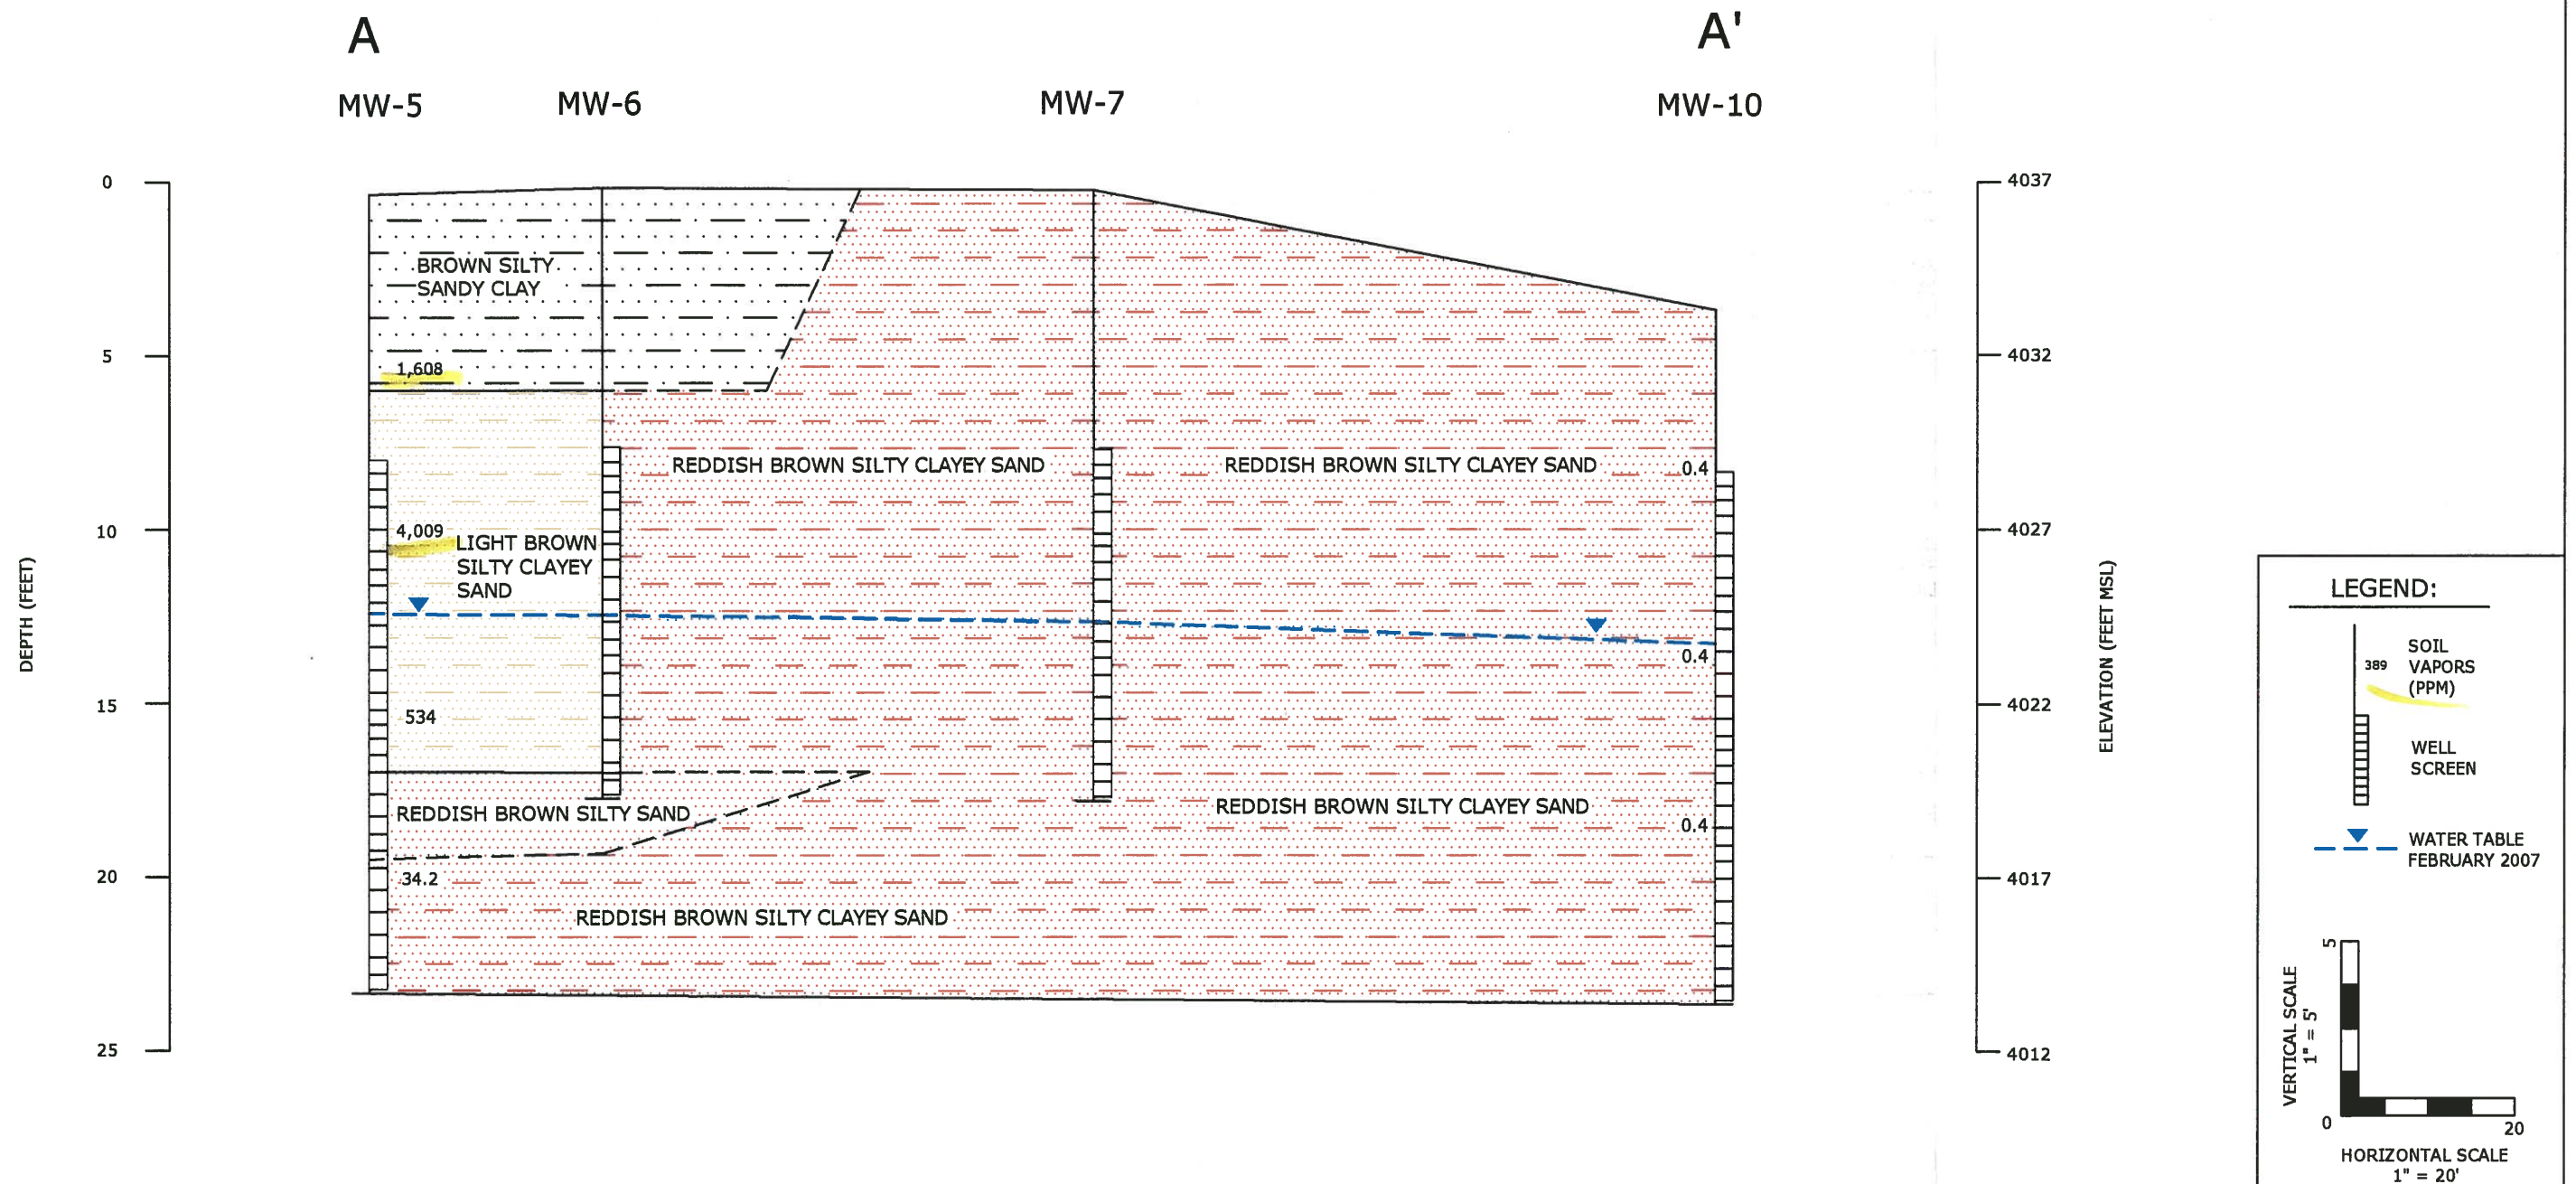 A
A'
MW-5
MW-6
MW-7
MW-10
0
5
10
15
20
25
DEPTH (FEET)
BROWN SILTY
SANDY CLAY
1,608
4,009
LIGHT BROWN
SILTY CLAYEY
SAND
534
REDDISH BROWN SILTY SAND
34.2
REDDISH BROWN SILTY CLAYEY SAND
REDDISH BROWN SILTY CLAYEY SAND
REDDISH BROWN SILTY CLAYEY SAND
REDDISH BROWN SILTY CLAYEY SAND
0.4
0.4
0.4
4037
4032
4027
4022
4017
4012
ELEVATION (FEET MSL)
LEGEND:
389
SOIL
VAPORS
(PPM)
WELL
SCREEN
WATER TABLE
FEBRUARY 2007
VERTICAL SCALE
1" = 5'
5
0
20
HORIZONTAL SCALE
1" = 20'